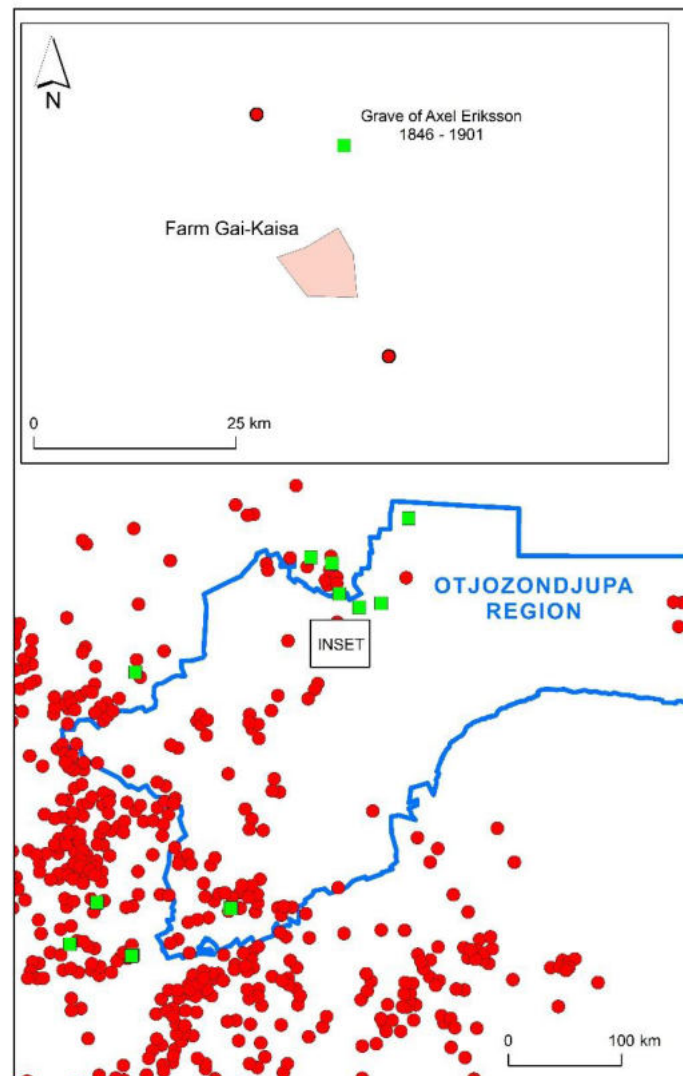 N
Grave of Axel Eriksson
1846 - 1901
Farm Gai-Kaisa
0 25 km
OTJOZONDJUPA
REGION
INSET
0 100 km